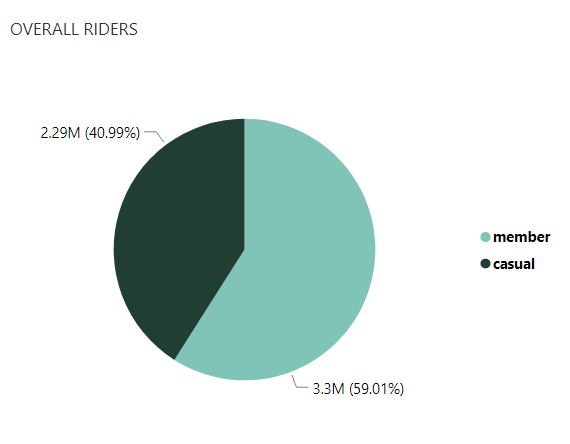 OVERALL RIDERS
2.29M (40.99%)
member
casual
3.3M (59.01%)